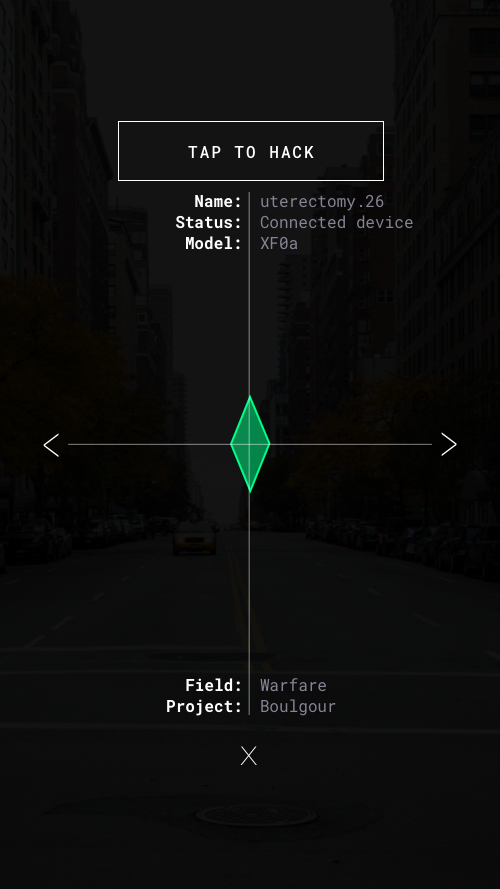 TAP TO HACK
Name: uterectomy.26
Status: Connected device
Model: XF0a
Field: Warfare
Project: Boulgour
X